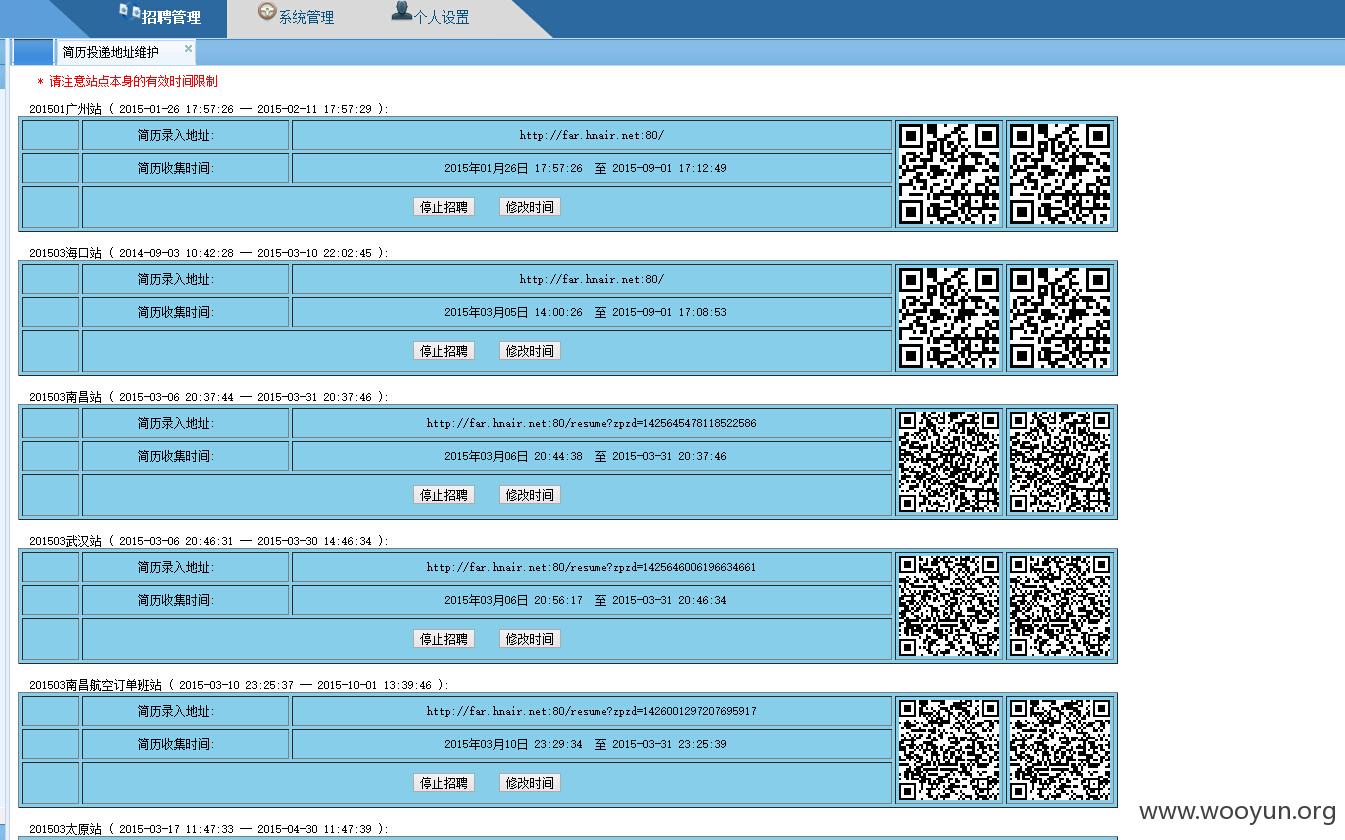 招聘管理 系统管理 个人设置
简历投递地址维护 ×
* 请注意站点本身的有效时间限制
201501广州站 ( 2015-01-26 17:57:26 — 2015-02-11 17:57:29 ):
简历录入地址: http://far.hnair.net:80/
简历收集时间: 2015年01月26日 17:57:26 至 2015-09-01 17:12:49
停止招聘 修改时间
201503海口站 ( 2014-09-03 10:42:28 — 2015-03-10 22:02:45 ):
简历录入地址: http://far.hnair.net:80/
简历收集时间: 2015年03月05日 14:00:26 至 2015-09-01 17:08:53
停止招聘 修改时间
201503南昌站 ( 2015-03-06 20:37:44 — 2015-03-31 20:37:46 ):
简历录入地址: http://far.hnair.net:80/resume?zpzd=1425645478118522586
简历收集时间: 2015年03月06日 20:44:38 至 2015-03-31 20:37:46
停止招聘 修改时间
201503武汉站 ( 2015-03-06 20:46:31 — 2015-03-30 14:46:34 ):
简历录入地址: http://far.hnair.net:80/resume?zpzd=1425646006196634661
简历收集时间: 2015年03月06日 20:56:17 至 2015-03-31 20:46:34
停止招聘 修改时间
201503南昌航空订单班站 ( 2015-03-10 23:25:37 — 2015-10-01 13:39:46 ):
简历录入地址: http://far.hnair.net:80/resume?zpzd=1426001297207695917
简历收集时间: 2015年03月10日 23:29:34 至 2015-03-31 23:25:39
停止招聘 修改时间
www.wooyun.org
201503太原站 ( 2015-03-17 11:47:33 — 2015-04-30 11:47:39 ):